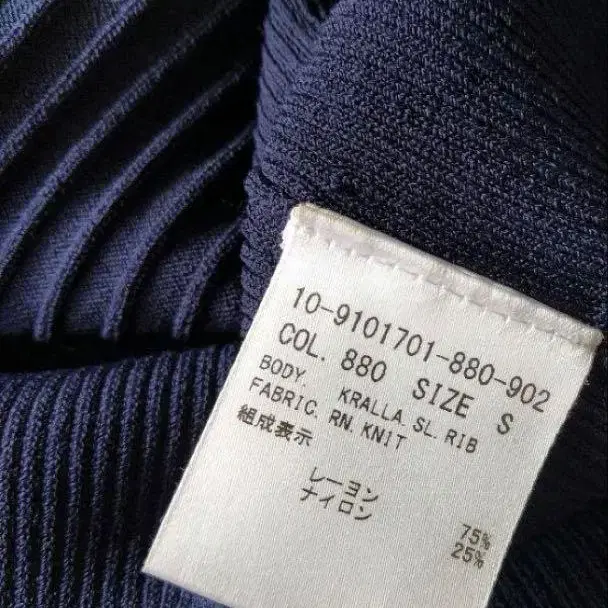 10-9101701-880-902
COL. 880 SIZE S
BODY. KRALLA. SL. RIB
FABRIC. RN. KNIT
組成表示
レーヨン 75%
ナイロン 25%